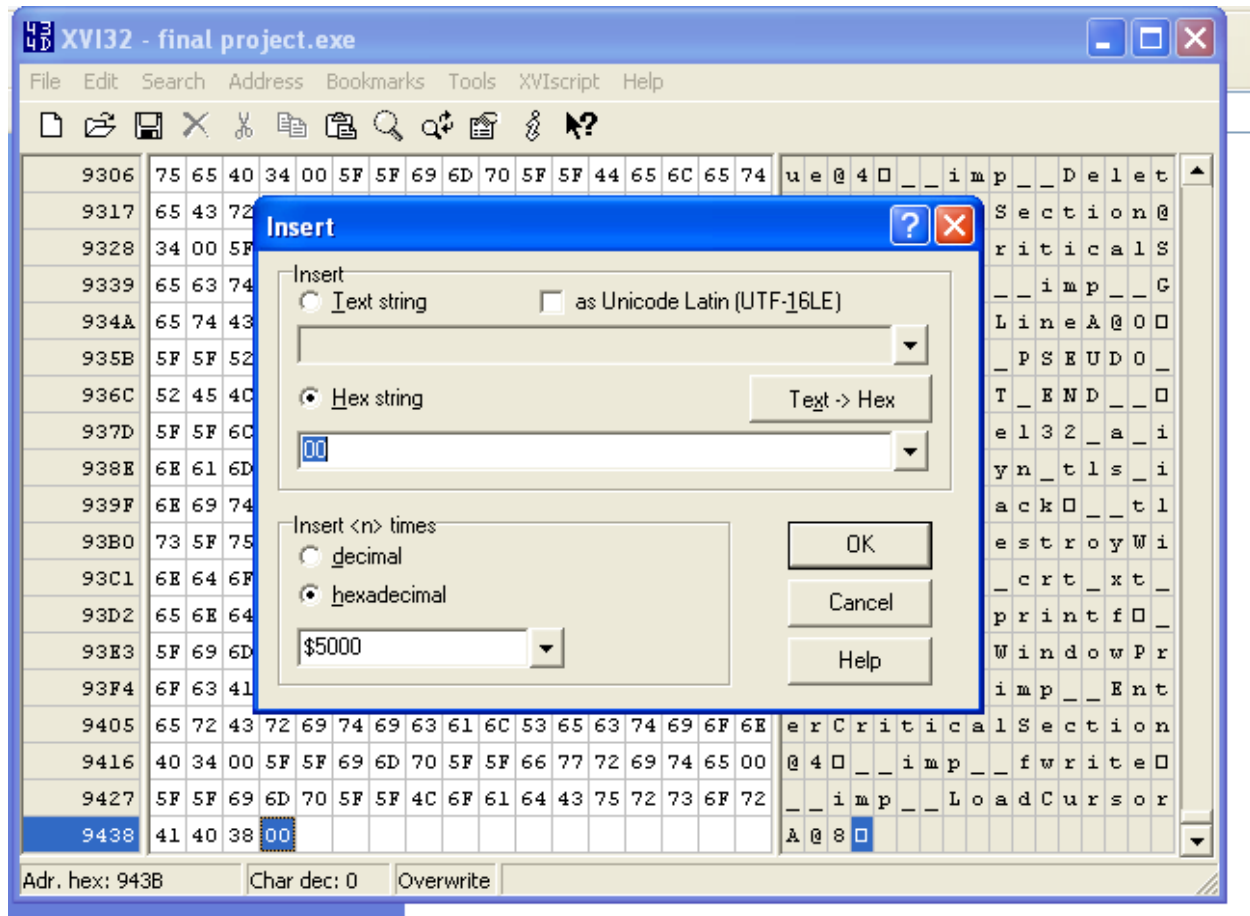 XVI32 - final project.exe
File Edit Search Address Bookmarks Tools XVIscript Help
9306 75 65 40 34 00 5F 5F 69 6D 70 5F 5F 44 65 6C 65 74 u e @ 4 □ _ _ i m p _ _ D e l e t
9317 65 43 72 S e c t i o n @
Insert
9328 34 00 5F r i t i c a l S
Insert
9339 65 63 74 _ _ i m p _ _ G
Text string as Unicode Latin (UTF-16LE)
934A 65 74 43 L i n e A @ 0 □
935B 5F 5F 52 _ P S E U D O _
936C 52 45 4C T _ E N D _ _ □
Hex string Text -> Hex
937D 5F 5F 6C e l 3 2 _ a _ i
00
938E 6E 61 6D y n _ t l s _ i
939F 6E 69 74 a c k □ _ _ t l
Insert <n> times
93B0 73 5F 75 e s t r o y W i
decimal OK
93C1 6E 64 6F _ c r t _ x t _
hexadecimal Cancel
93D2 65 6E 64 p r i n t f □ _
93E3 5F 69 6D W i n d o w P r
$5000 Help
93F4 6F 63 41 i m p _ _ E n t
9405 65 72 43 72 69 74 69 63 61 6C 53 65 63 74 69 6F 6E e r C r i t i c a l S e c t i o n
9416 40 34 00 5F 5F 69 6D 70 5F 5F 66 77 72 69 74 65 00 @ 4 □ _ _ i m p _ _ f w r i t e □
9427 5F 5F 69 6D 70 5F 5F 4C 6F 61 64 43 75 72 73 6F 72 _ _ i m p _ _ L o a d C u r s o r
9438 41 40 38 00 A @ 8 □
Adr. hex: 943B Char dec: 0 Overwrite